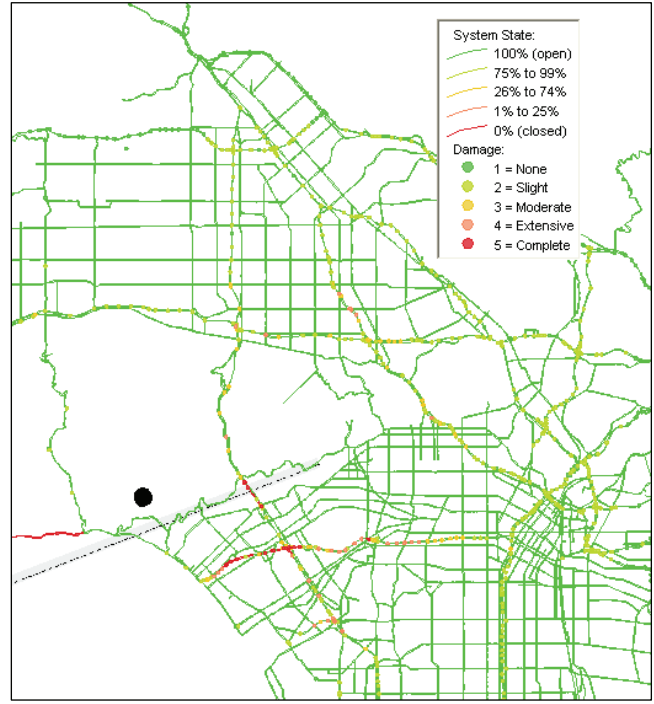 System State:
100% (open)
75% to 99%
26% to 74%
1% to 25%
0% (closed)
Damage:
1 = None
2 = Slight
3 = Moderate
4 = Extensive
5 = Complete